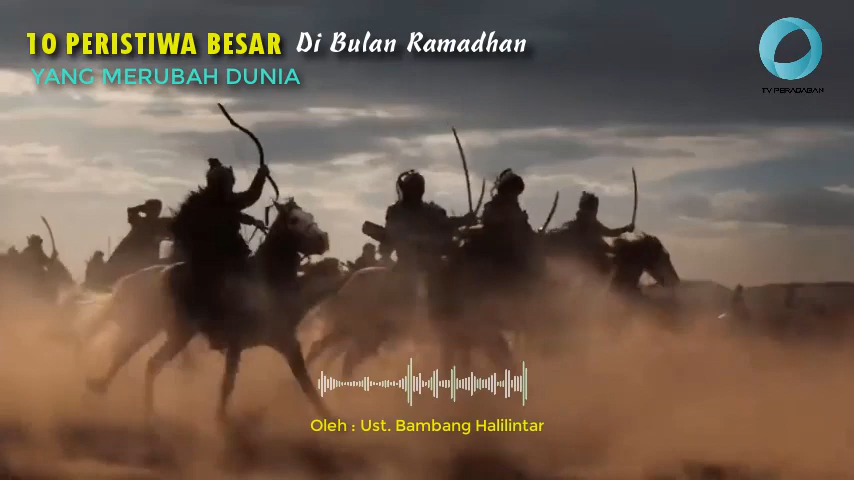 10 PERISTIWA BESAR Di Bulan Ramadhan
YANG MERUBAH DUNIA
TV PERADABAN
Oleh : Ust. Bambang Halilintar